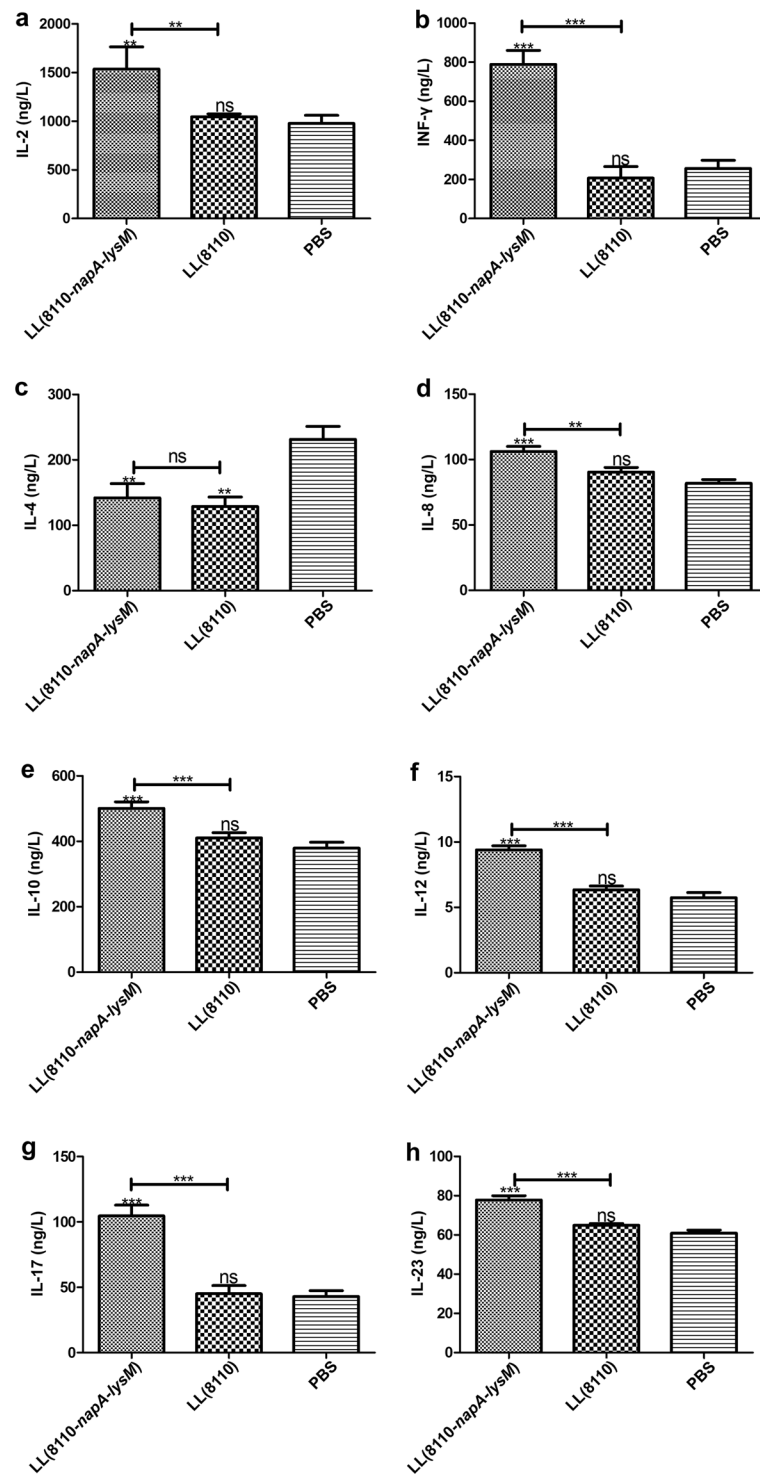 a
**
**
ns
IL-2 (ng/L)
2000
1500
1000
500
0
LL(8110-napA-lysM)
LL(8110)
PBS
b
***
***
ns
INF-γ (ng/L)
1000
800
600
400
200
0
LL(8110-napA-lysM)
LL(8110)
PBS
c
ns
**
**
IL-4 (ng/L)
300
200
100
0
LL(8110-napA-lysM)
LL(8110)
PBS
d
**
***
ns
IL-8 (ng/L)
150
100
50
0
LL(8110-napA-lysM)
LL(8110)
PBS
e
***
***
ns
IL-10 (ng/L)
600
400
200
0
LL(8110-napA-lysM)
LL(8110)
PBS
f
***
***
ns
IL-12 (ng/L)
15
10
5
0
LL(8110-napA-lysM)
LL(8110)
PBS
g
***
***
ns
IL-17 (ng/L)
150
100
50
0
LL(8110-napA-lysM)
LL(8110)
PBS
h
***
***
ns
IL-23 (ng/L)
100
80
60
40
20
0
LL(8110-napA-lysM)
LL(8110)
PBS